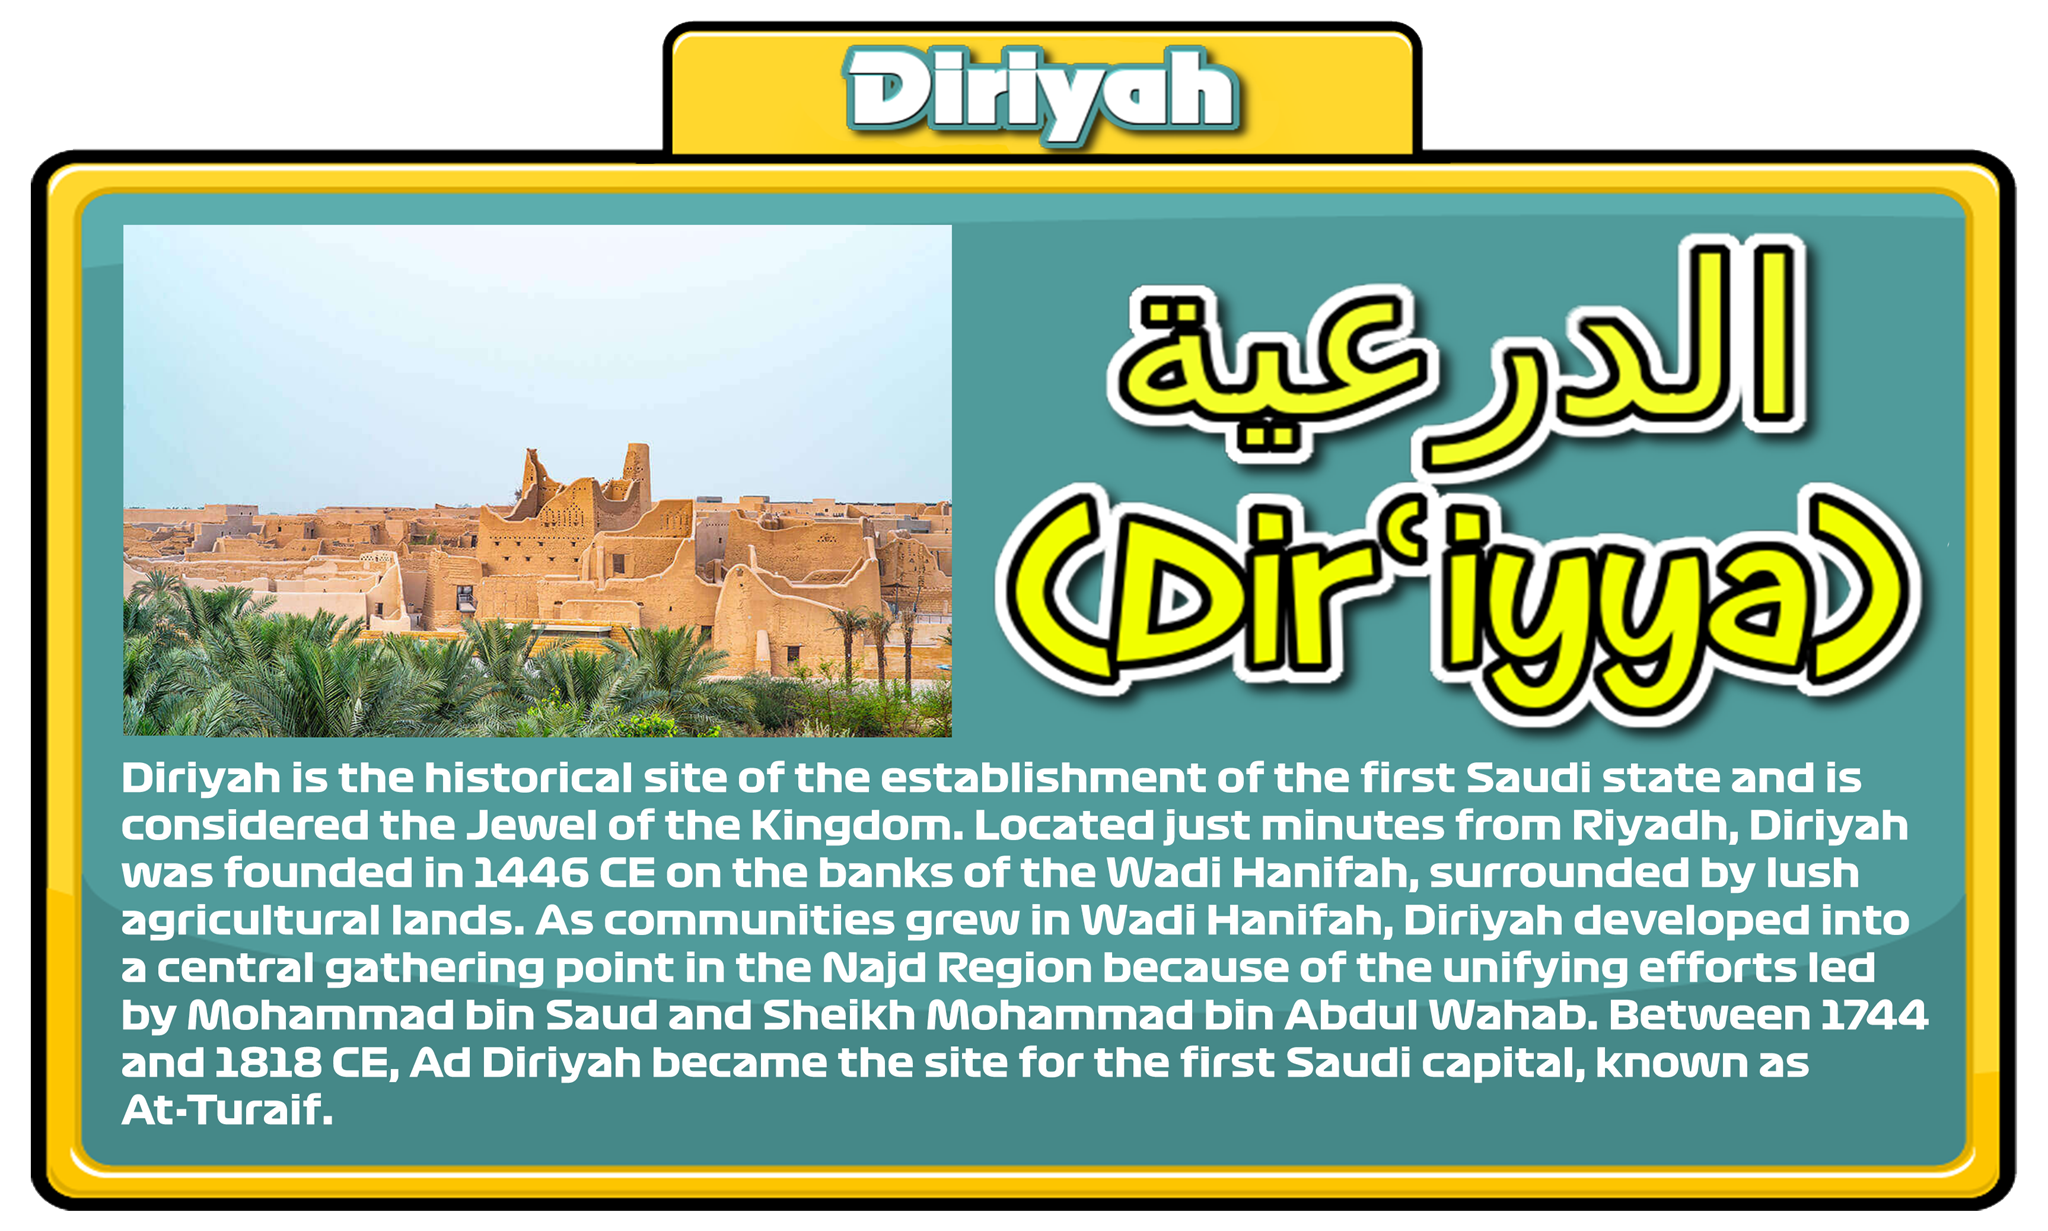 Diriyah
الدرعية
(Dirʿiyya)
Diriyah is the historical site of the establishment of the first Saudi state and is
considered the Jewel of the Kingdom. Located just minutes from Riyadh, Diriyah
was founded in 1446 CE on the banks of the Wadi Hanifah, surrounded by lush
agricultural lands. As communities grew in Wadi Hanifah, Diriyah developed into
a central gathering point in the Najd Region because of the unifying efforts led
by Mohammad bin Saud and Sheikh Mohammad bin Abdul Wahab. Between 1744
and 1818 CE, Ad Diriyah became the site for the first Saudi capital, known as
At-Turaif.